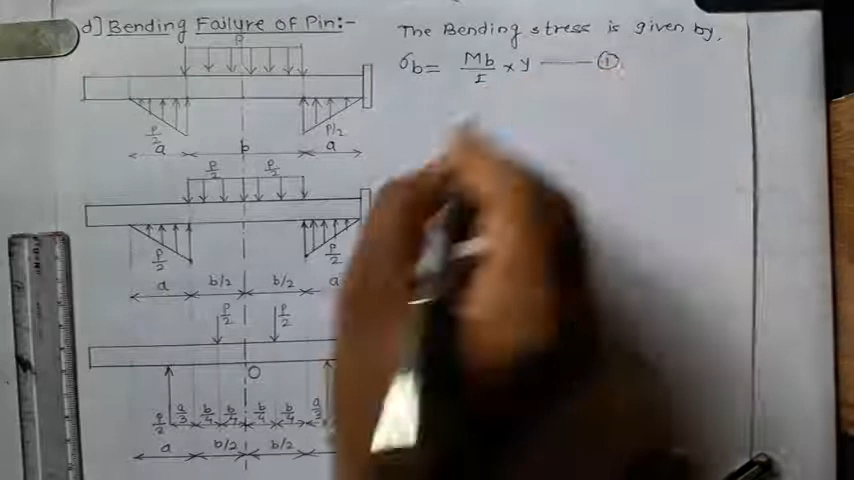 d] Bending Failure of Pin:-
P
P/2 P/2
a b a
P/2 P/2
P/2 P/2
a b/2 b/2 a
P/2 P/2
O
P/2 a/3 b/4 b/4 b/4 b/4 a/3
a b/2 b/2
The Bending stress is given by,
σb = Mb/I × y —— ①